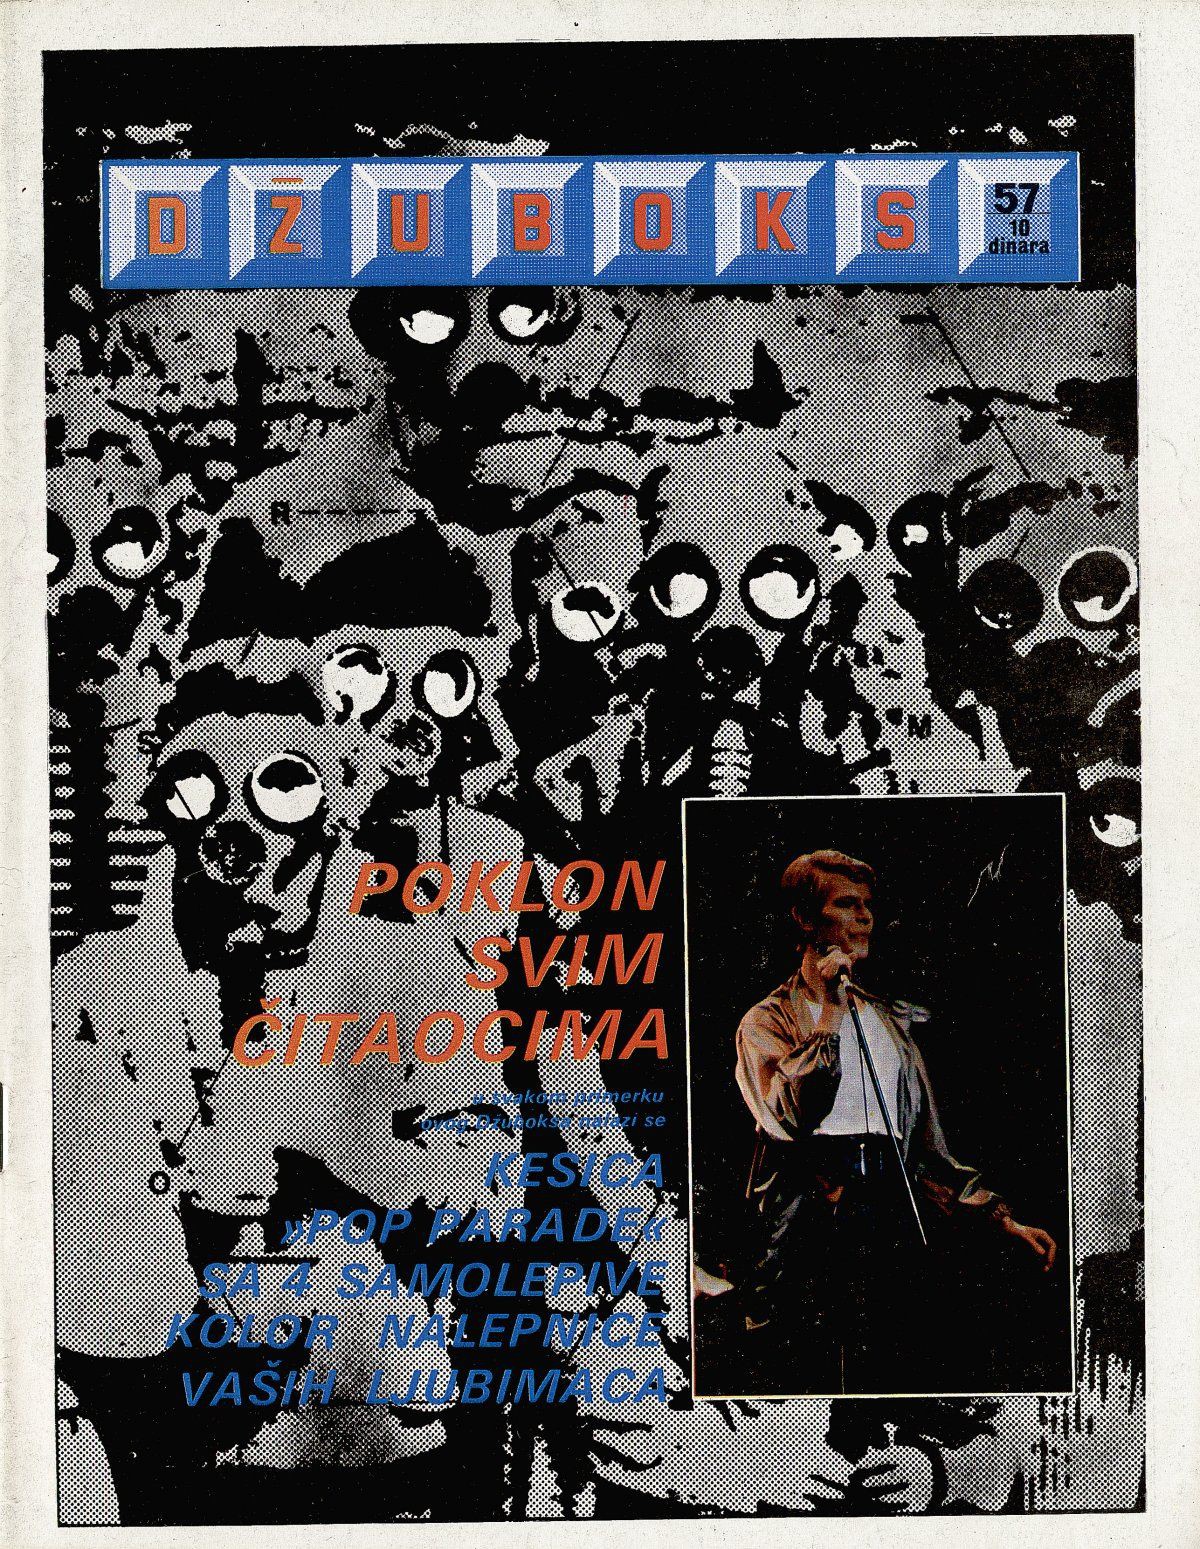 DŽUBOKS
57
10
dinara
R
M
O
POKLON
SVIM
ČITAOCIMA
u svakom primerku
ovog Džuboksa nalazi se
KESICA
»POP PARADE«
SA 4 SAMOLEPIVE
KOLOR NALEPNICE
VAŠIH LJUBIMACA